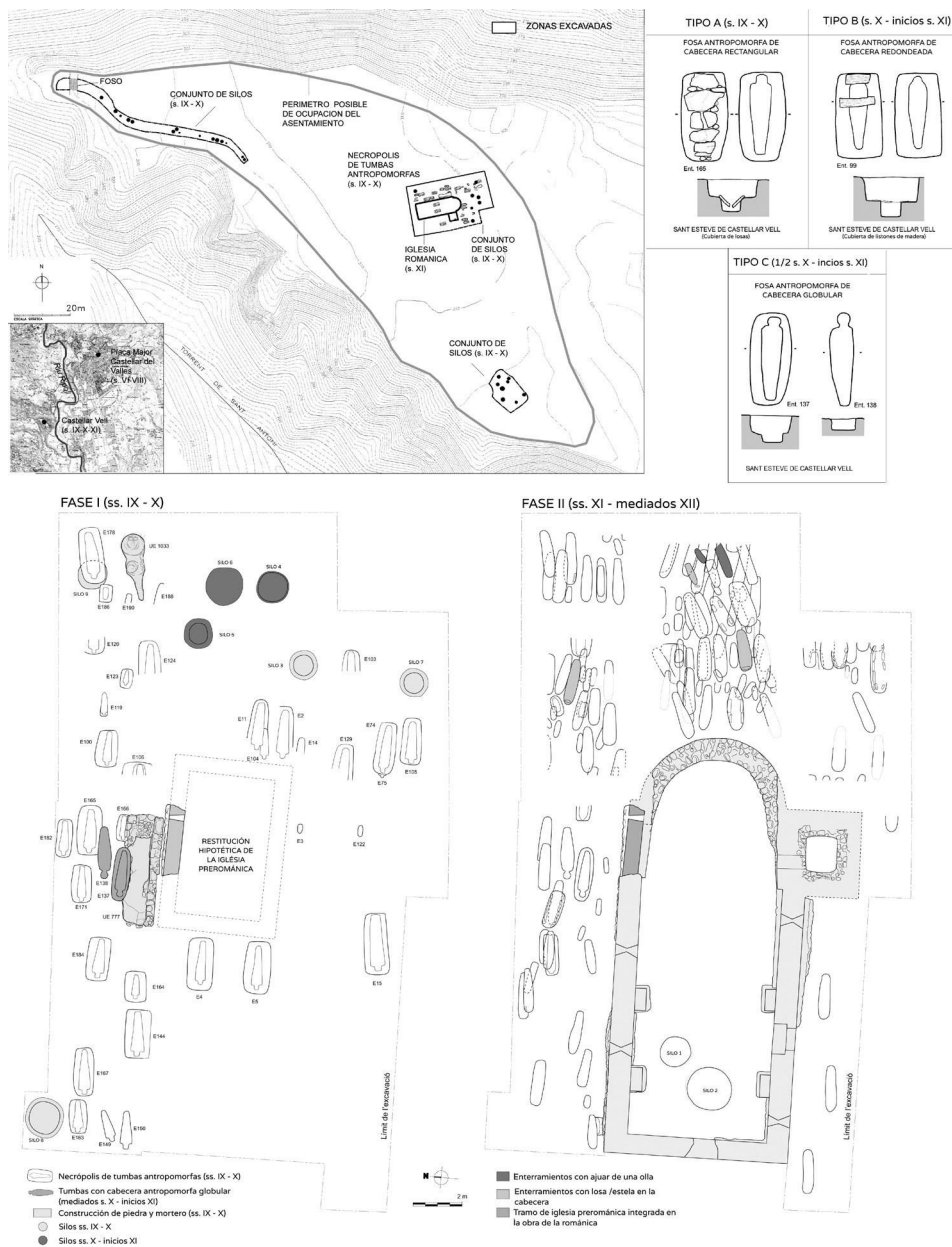 ZONAS EXCAVADAS
FOSO
CONJUNTO DE SILOS
(s. IX - X)
PERIMETRO POSIBLE
DE OCUPACION DEL
ASENTAMIENTO
NECROPOLIS
DE TUMBAS
ANTROPOMORFAS
(s. IX - X)
IGLESIA
ROMANICA
(s. XI)
CONJUNTO
DE SILOS
(s. IX - X)
CONJUNTO DE
SILOS (s. IX - X)
N
20m
ESCALA GRÀFICA
TORRENT DE SANT ANTONI
Plaça Major
Castellar del
Vallès
(s. VI-VIII)
Riu Ripoll
Castellar Vell
(s. IX-X-XI)
TIPO A (s. IX - X)
FOSA ANTROPOMORFA DE
CABECERA RECTANGULAR
Ent. 165
SANT ESTEVE DE CASTELLAR VELL
(Cubierta de losas)
TIPO B (s. X - inicios s. XI)
FOSA ANTROPOMORFA DE
CABECERA REDONDEADA
Ent. 99
SANT ESTEVE DE CASTELLAR VELL
(Cubierta de listones de madera)
TIPO C (1/2 s. X - incios s. XI)
FOSA ANTROPOMORFA DE
CABECERA GLOBULAR
Ent. 137
Ent. 138
SANT ESTEVE DE CASTELLAR VELL
FASE I (ss. IX - X)
E178
UE 1033
SILO 6
SILO 4
SILO 9
E186
E190
E188
SILO 5
E120
E124
SILO 3
E103
SILO 7
E123
E119
E11
E2
E74
E100
E14
E129
E106
E104
E75
E105
E165
E166
E182
RESTITUCIÓN
HIPOTÉTICA DE
LA IGLÉSIA
PREROMÁNICA
E3
E122
E138
E171
E137
UE 777
E184
E164
E4
E5
E15
E144
E167
SILO 8
E183
E149
E156
Límit de l'excavació
FASE II (ss. XI - mediados XII)
SILO 1
SILO 2
Límit de l'excavació
Necrópolis de tumbas antropomorfas (ss. IX - X)
Tumbas con cabecera antropomorfa globular
(mediados s. X - inicios XI)
Construcción de piedra y mortero (ss. IX - X)
Silos ss. IX - X
Silos ss. X - inicios XI
N
2 m
Enterramientos con ajuar de una olla
Enterramientos con losa /estela en la
cabecera
Tramo de iglesia prerománica integrada en
la obra de la románica